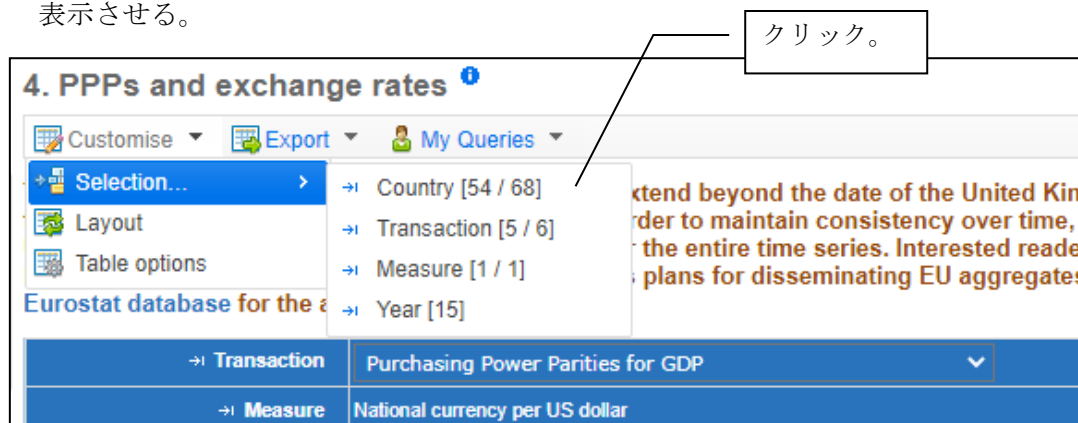 表示させる。
クリック。
4. PPPs and exchange rates
Customise Export My Queries
Selection...
Layout
Table options
Country [54 / 68]
Transaction [5 / 6]
Measure [1 / 1]
Year [15]
xtend beyond the date of the United Kin
der to maintain consistency over time,
the entire time series. Interested reade
plans for disseminating EU aggregates
Eurostat database for the a
Transaction Purchasing Power Parities for GDP
Measure National currency per US dollar